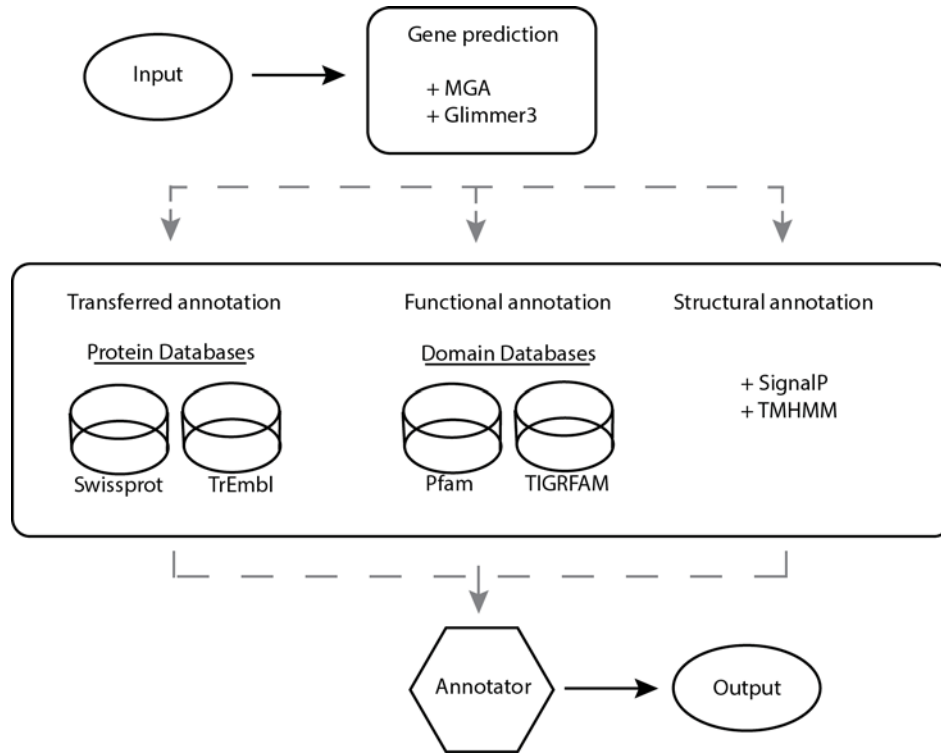 Input
Gene prediction
+ MGA
+ Glimmer3
Transferred annotation
Protein Databases
Swissprot
TrEmbl
Functional annotation
Domain Databases
Pfam
TIGRFAM
Structural annotation
+ SignalP
+ TMHMM
Annotator
Output